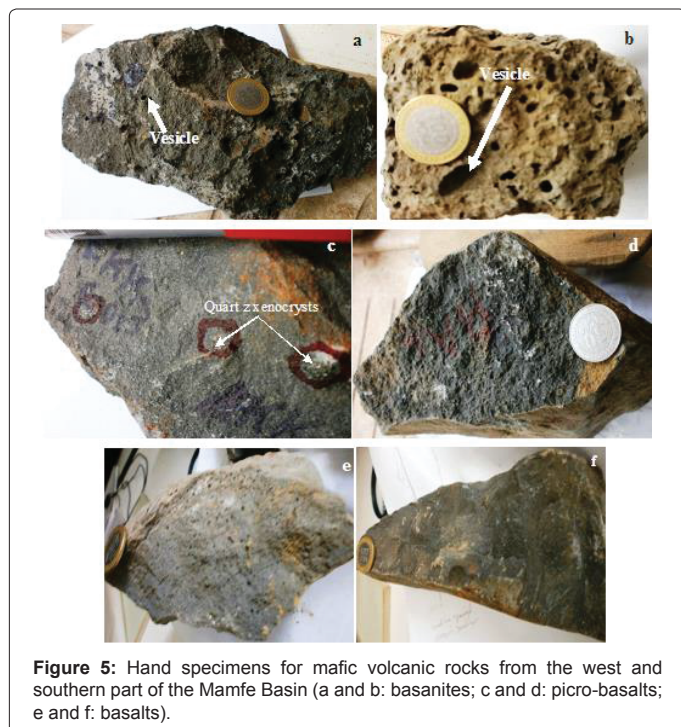 a
b
Vesicle
Vesicle
c
d
Quart zxenocrysts
e
f
Figure 5: Hand specimens for mafic volcanic rocks from the west and
southern part of the Mamfe Basin (a and b: basanites; c and d: picro-basalts;
e and f: basalts).